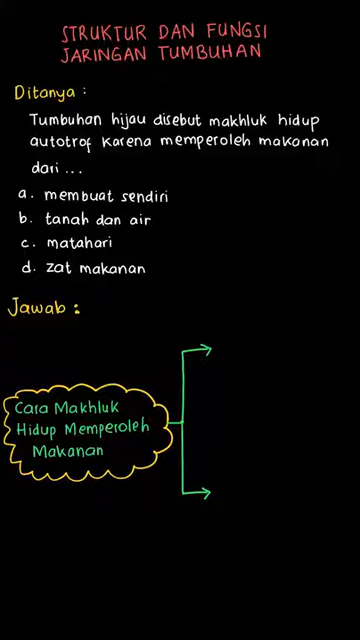 STRUKTUR DAN FUNGSI
JARINGAN TUMBUHAN
Ditanya :
Tumbuhan hijau disebut makhluk hidup
autotrof karena memperoleh makanan
dari ...
a. membuat sendiri
b. tanah dan air
c. matahari
d. zat makanan
Jawab :
Cara Makhluk
Hidup Memperoleh
Makanan